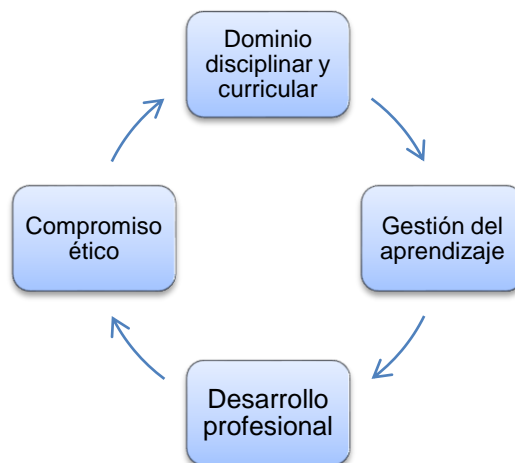 Dominio
disciplinar y
curricular
Gestión del
aprendizaje
Desarrollo
profesional
Compromiso
ético